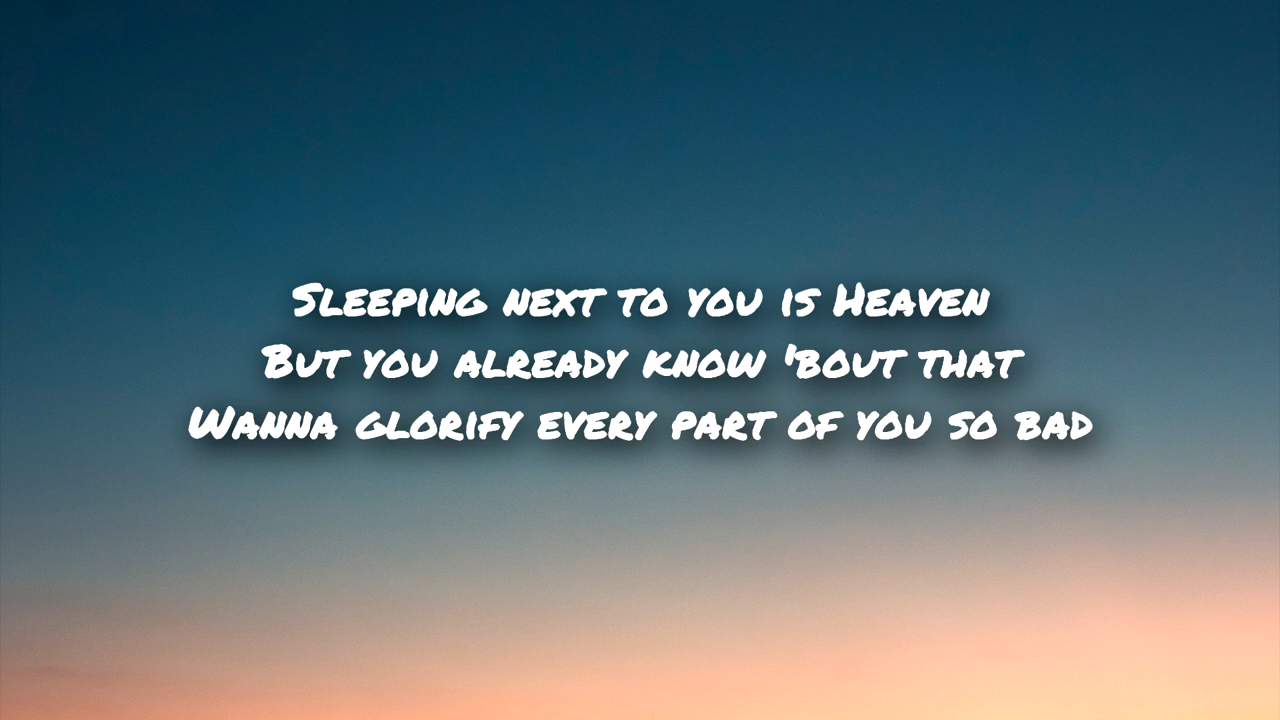 Sleeping next to you is Heaven
But you already know 'bout that
Wanna glorify every part of you so bad